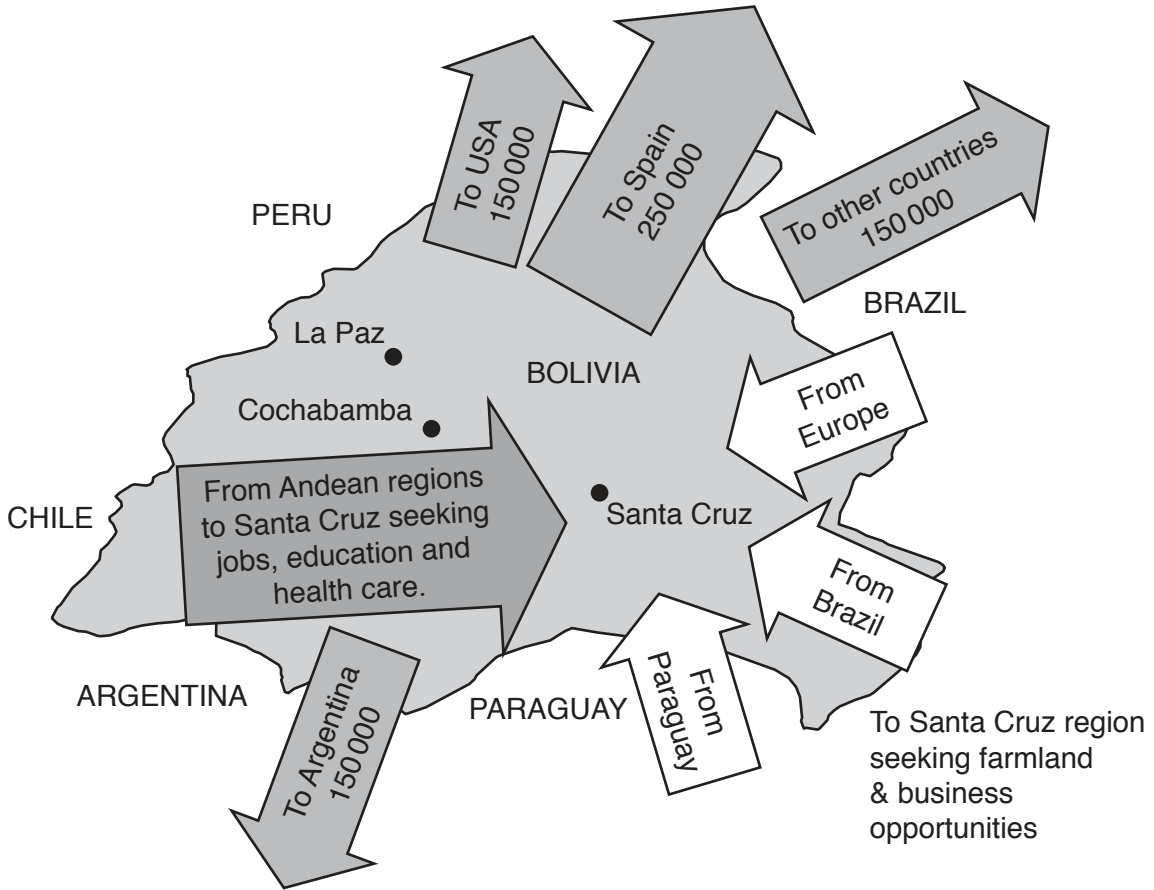 To USA
150 000
To Spain
250 000
To other countries
150 000
PERU
BRAZIL
La Paz
BOLIVIA
From
Europe
Cochabamba
From Andean regions
to Santa Cruz seeking
jobs, education and
health care.
CHILE
Santa Cruz
From
Brazil
ARGENTINA
To Argentina
150 000
PARAGUAY
From
Paraguay
To Santa Cruz region
seeking farmland
& business
opportunities